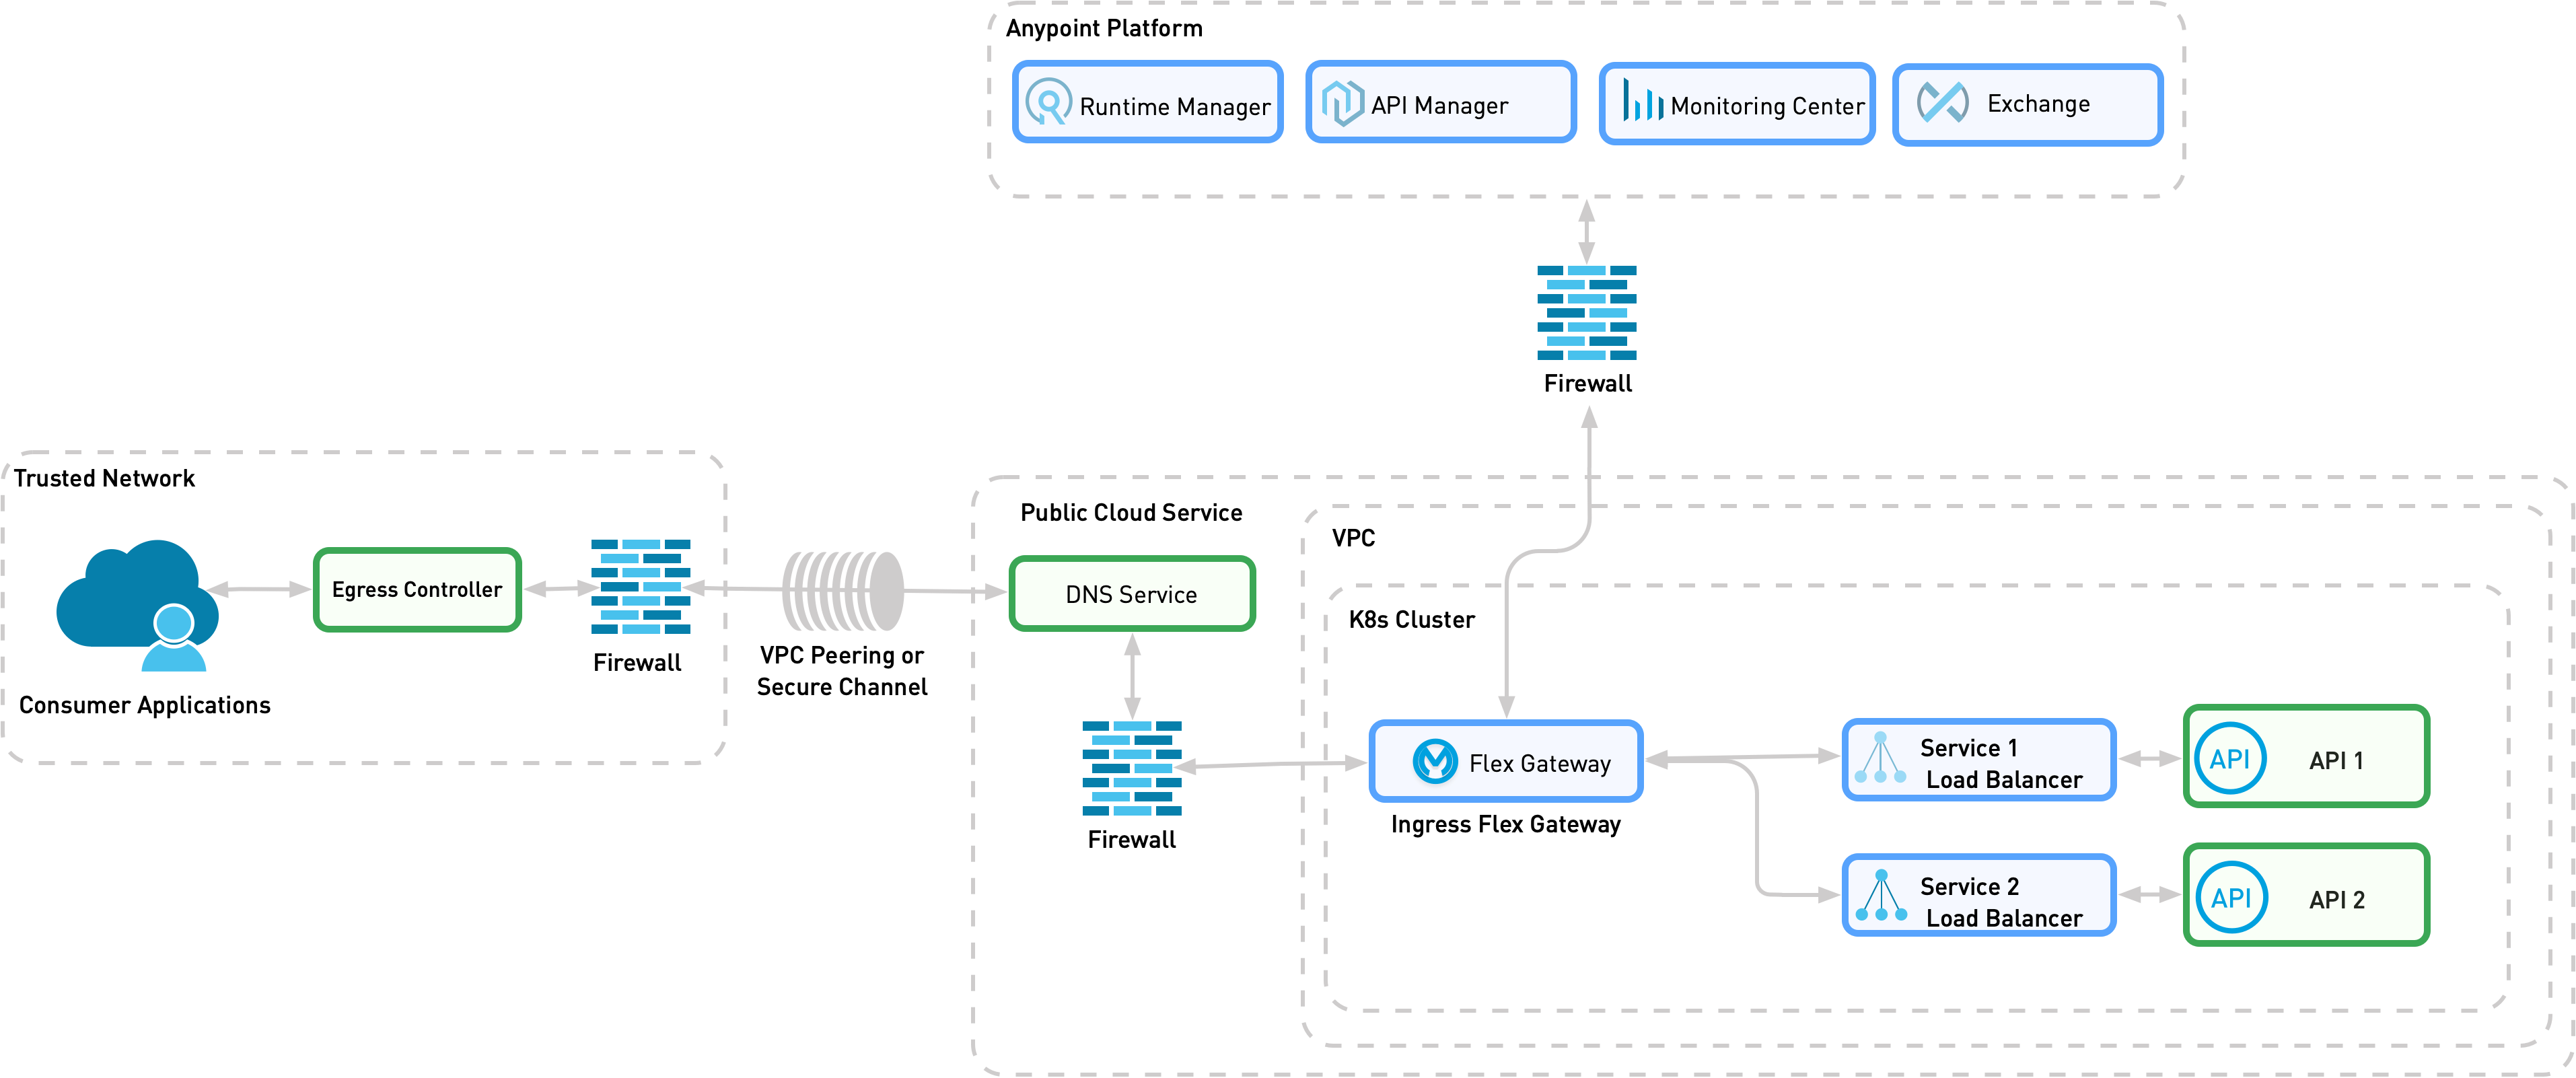 Anypoint Platform
Runtime Manager
API Manager
Monitoring Center
Exchange
Firewall
Trusted Network
Consumer Applications
Egress Controller
Firewall
VPC Peering or
Secure Channel
Public Cloud Service
DNS Service
Firewall
VPC
K8s Cluster
Flex Gateway
Ingress Flex Gateway
Service 1
Load Balancer
API
API 1
Service 2
Load Balancer
API
API 2